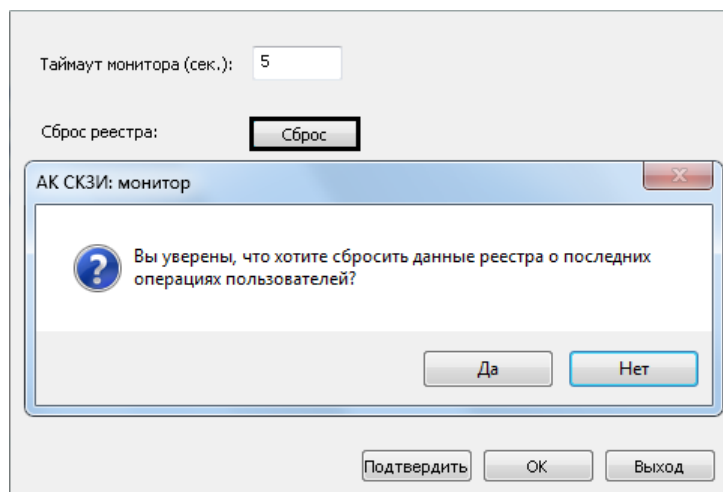 Таймаут монитора (сек.): 5
Сброс реестра: Сброс
АК СКЗИ: монитор
Вы уверены, что хотите сбросить данные реестра о последних
операциях пользователей?
Да Нет
Подтвердить OK Выход